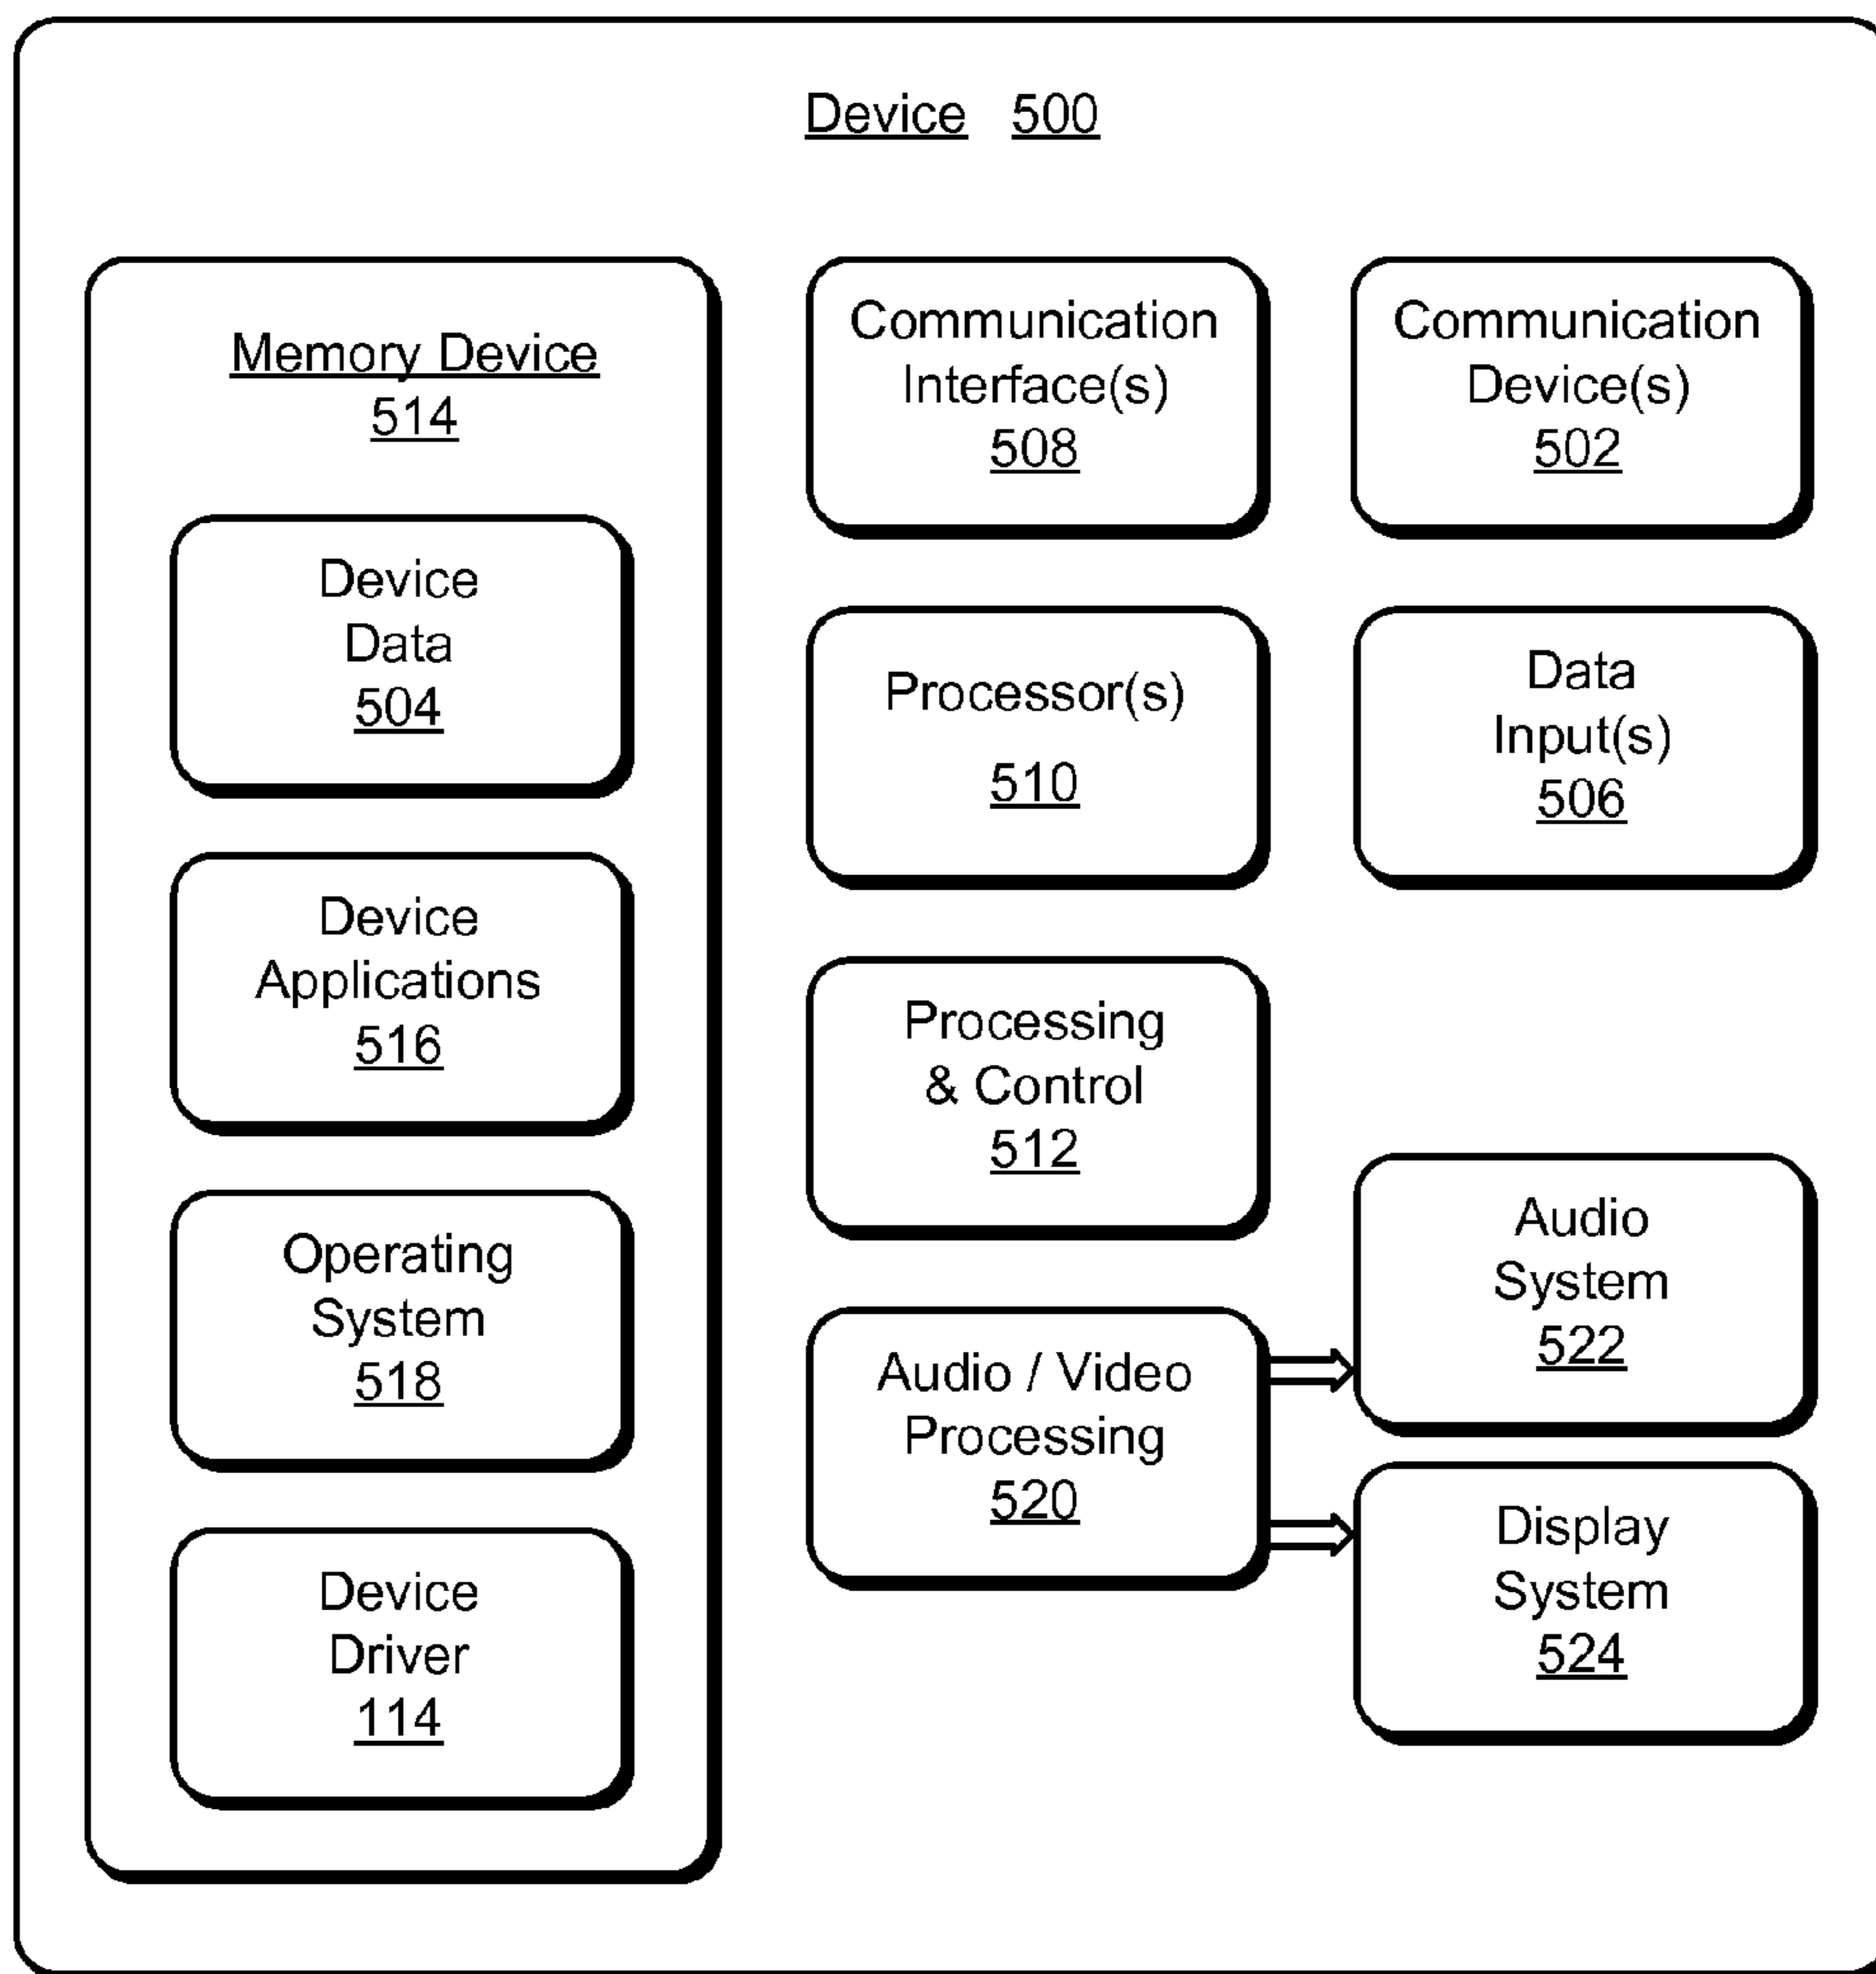 Device 500
Memory Device
514
Device
Data
504
Device
Applications
516
Operating
System
518
Device
Driver
114
Communication
Interface(s)
508
Processor(s)
510
Processing
& Control
512
Audio / Video
Processing
520
Communication
Device(s)
502
Data
Input(s)
506
Audio
System
522
Display
System
524